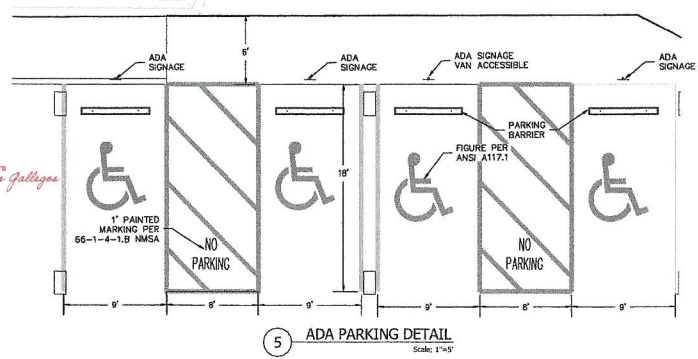 6'
ADA
SIGNAGE
ADA
SIGNAGE
ADA SIGNAGE
VAN ACCESSIBLE
ADA
SIGNAGE
PARKING
BARRIER
FIGURE PER
ANSI A117.1
18'
Gallegos
1' PAINTED
MARKING PER
66-1-4-1.B NMSA
NO
PARKING
NO
PARKING
9'
8'
9'
9'
8'
9'
5
ADA PARKING DETAIL
Scale: 1"=5'